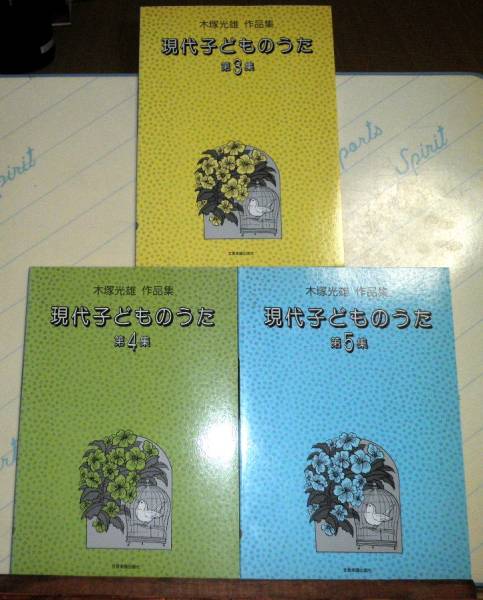 木塚光雄 作品集
現代子どものうた
第3集
木塚光雄 作品集
現代子どものうた
第4集
木塚光雄 作品集
現代子どものうた
第5集
Sports
Spirit